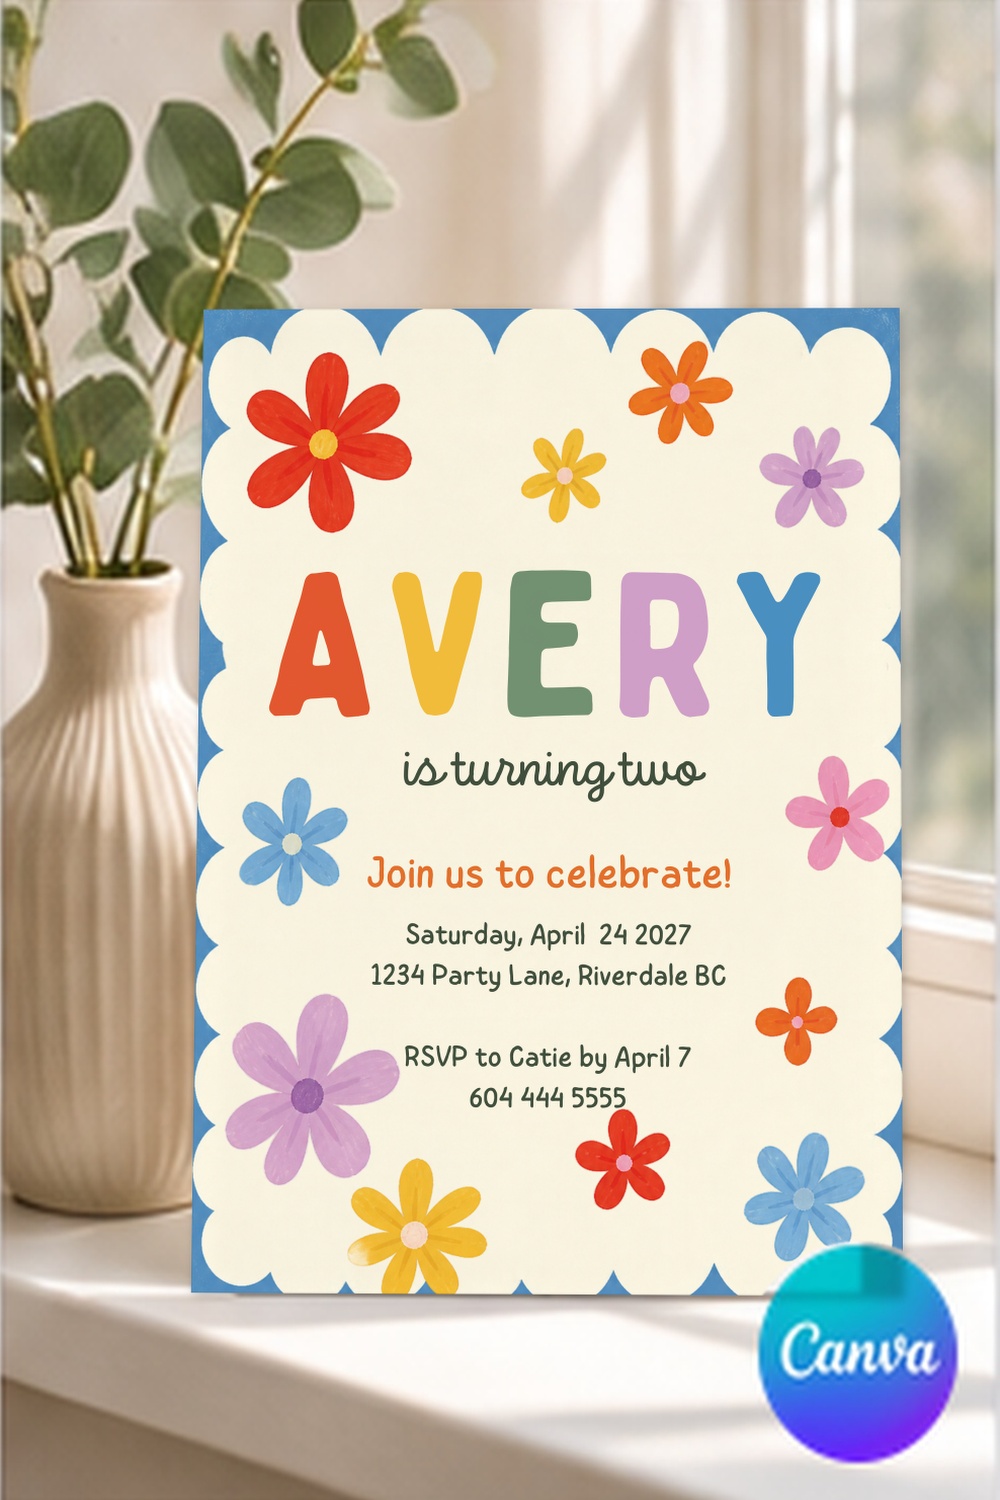 AVERY
is turning two
Join us to celebrate!
Saturday, April 24 2027
1234 Party Lane, Riverdale BC
RSVP to Catie by April 7
604 444 5555
Canva